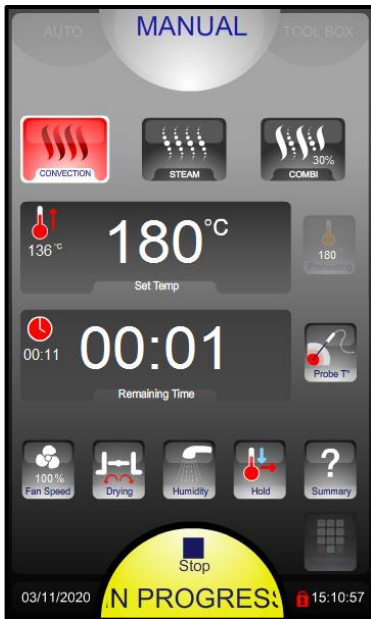 AUTO
MANUAL
TOOL BOX
CONVECTION
STEAM
30%
COMBI
136 °C
180°C
Set Temp
180°
Preheating
00:11
00:01
Remaining Time
Probe T°
100%
Fan Speed
Drying
Humidity
Hold
?
Summary
Stop
03/11/2020
N PROGRESS
15:10:57